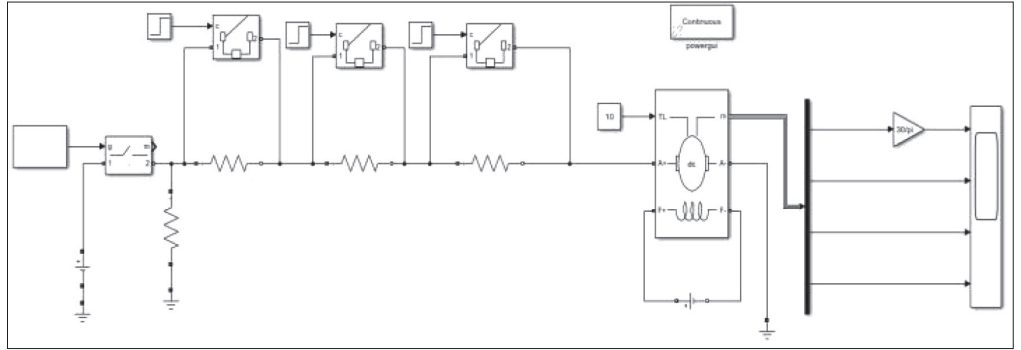 Continuous
powergui
c
1
2
c
1
2
c
1
2
10
TL
m
30/pi
g
m
1
2
A+
dc
A-
F+
F-
+
+